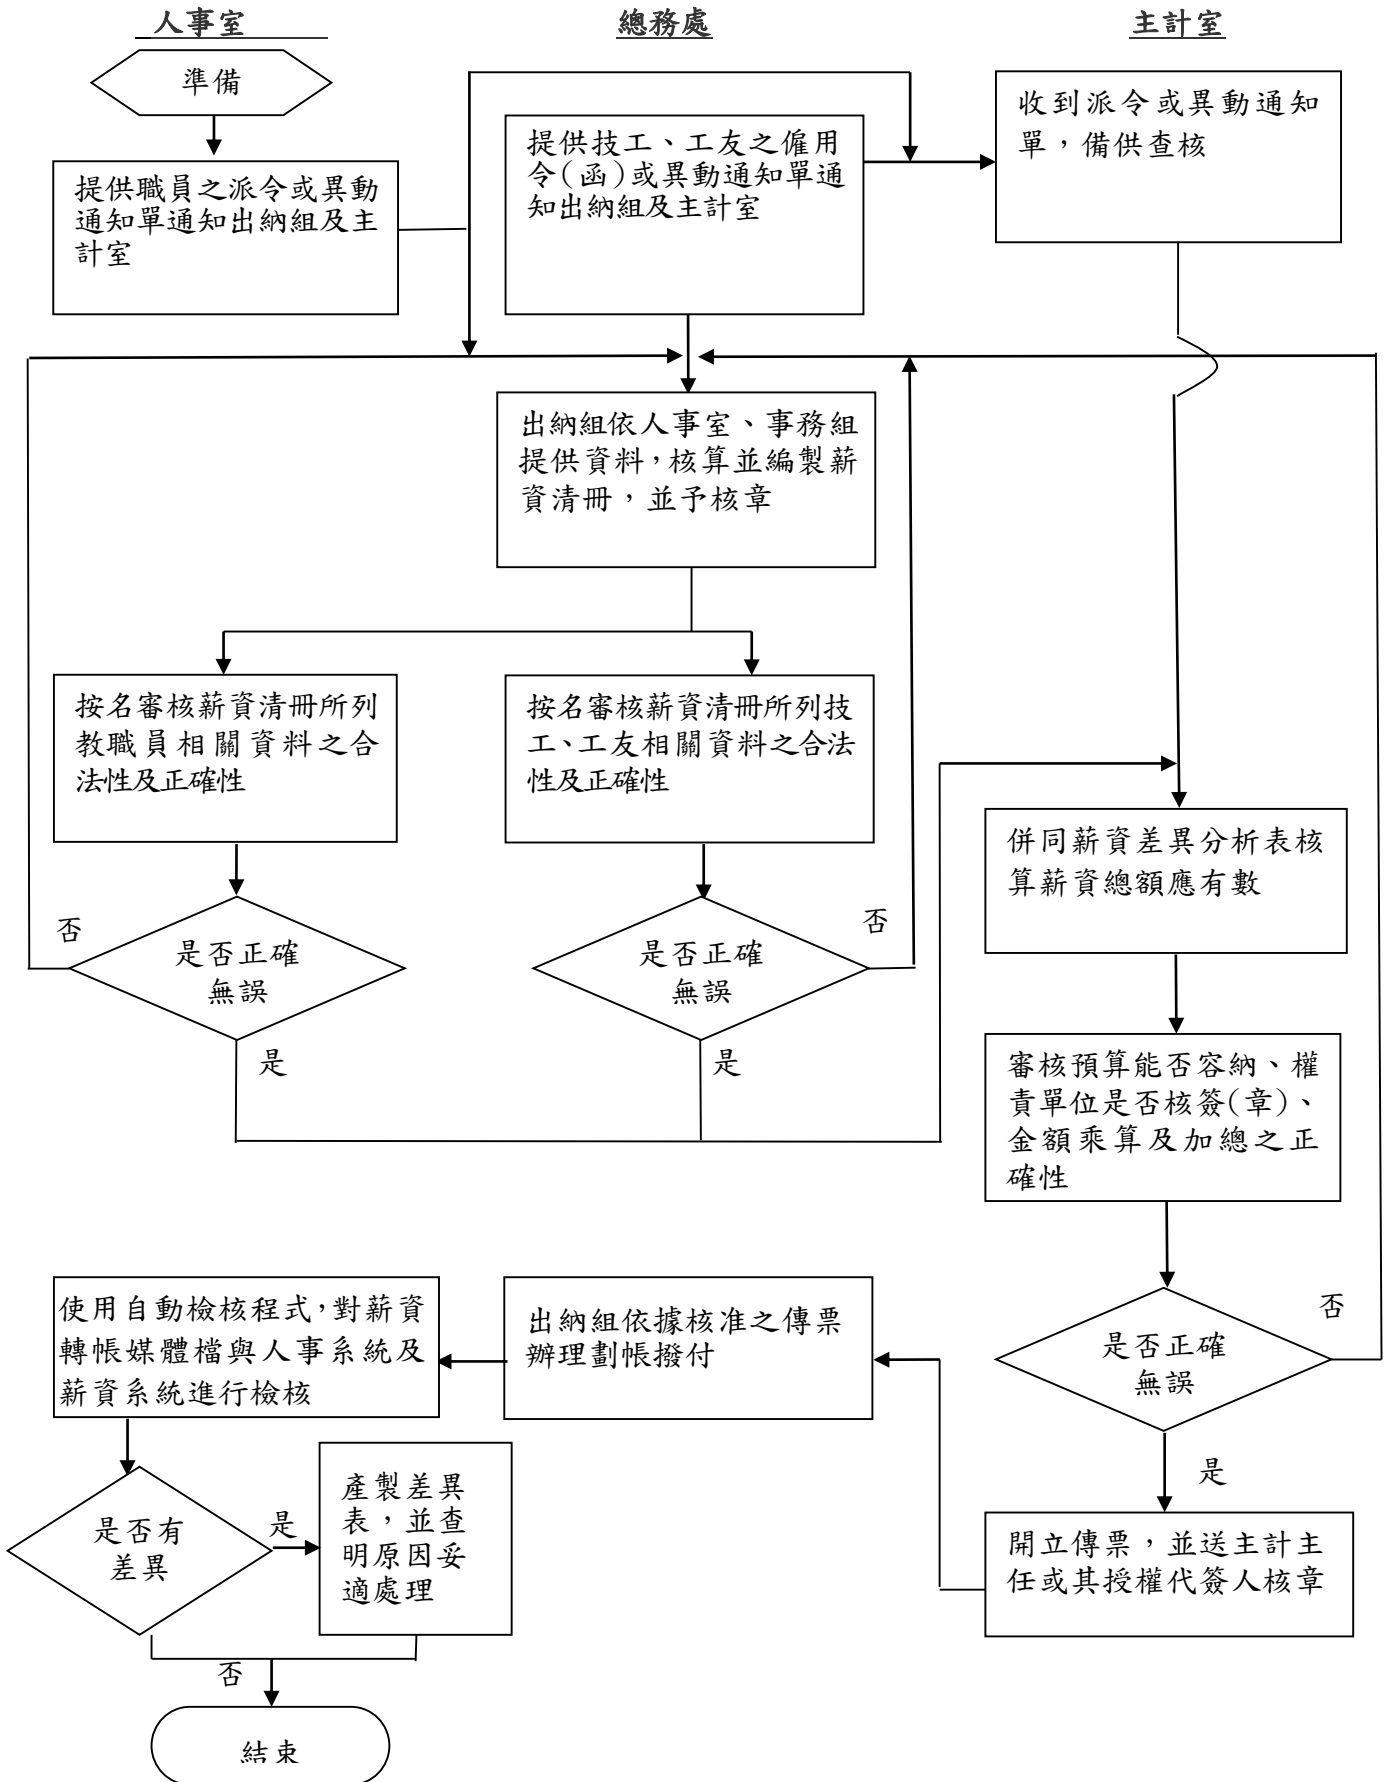 人事室
總務處
主計室
準備
提供職員之派令或異動
通知單通知出納組及主
計室
提供技工、工友之僱用
令(函)或異動通知單通
知出納組及主計室
收到派令或異動通知
單，備供查核
出納組依人事室、事務組
提供資料，核算並編製薪
資清冊，並予核章
按名審核薪資清冊所列
教職員相關資料之合
法性及正確性
按名審核薪資清冊所列技
工、工友相關資料之合法
性及正確性
併同薪資差異分析表核
算薪資總額應有數
否
是否正確
無誤
是
否
是否正確
無誤
是
審核預算能否容納、權
責單位是否核簽(章)、
金額乘算及加總之正
確性
否
是否正確
無誤
是
開立傳票，並送主計主
任或其授權代簽人核章
出納組依據核准之傳票
辦理劃帳撥付
使用自動檢核程式，對薪資
轉帳媒體檔與人事系統及
薪資系統進行檢核
是否有
差異
是
產製差異
表，並查
明原因妥
適處理
否
結束